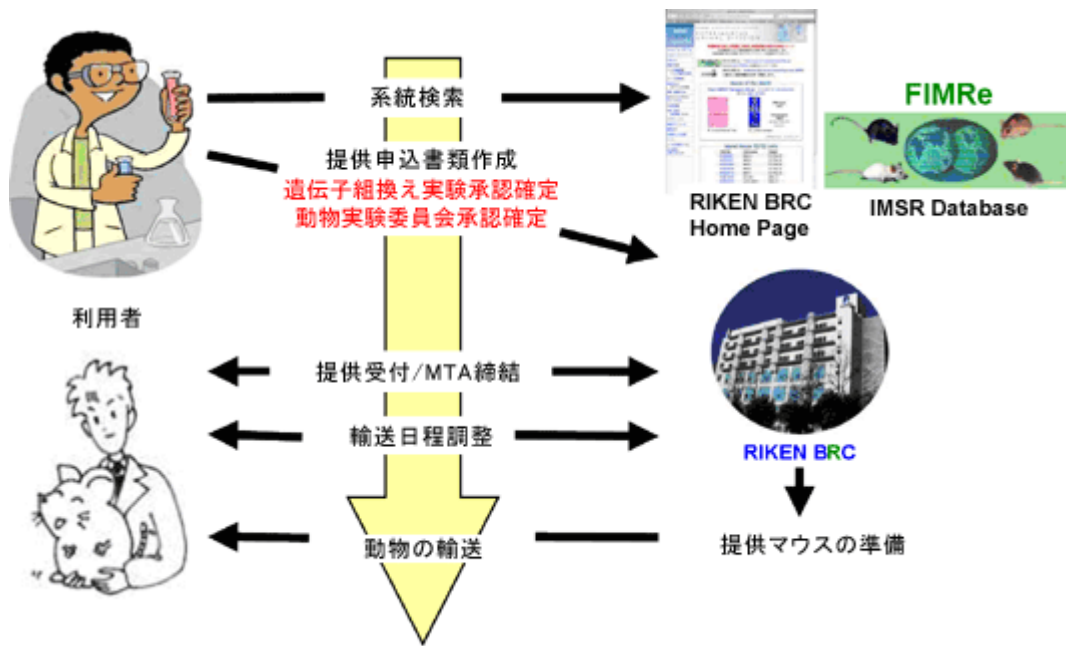 系統検索
提供申込書類作成
遺伝子組換え実験承認確定
動物実験委員会承認確定
FIMRe
RIKEN BRC
Home Page
IMSR Database
利用者
提供受付/MTA締結
輸送日程調整
RIKEN BRC
動物の輸送
提供マウスの準備